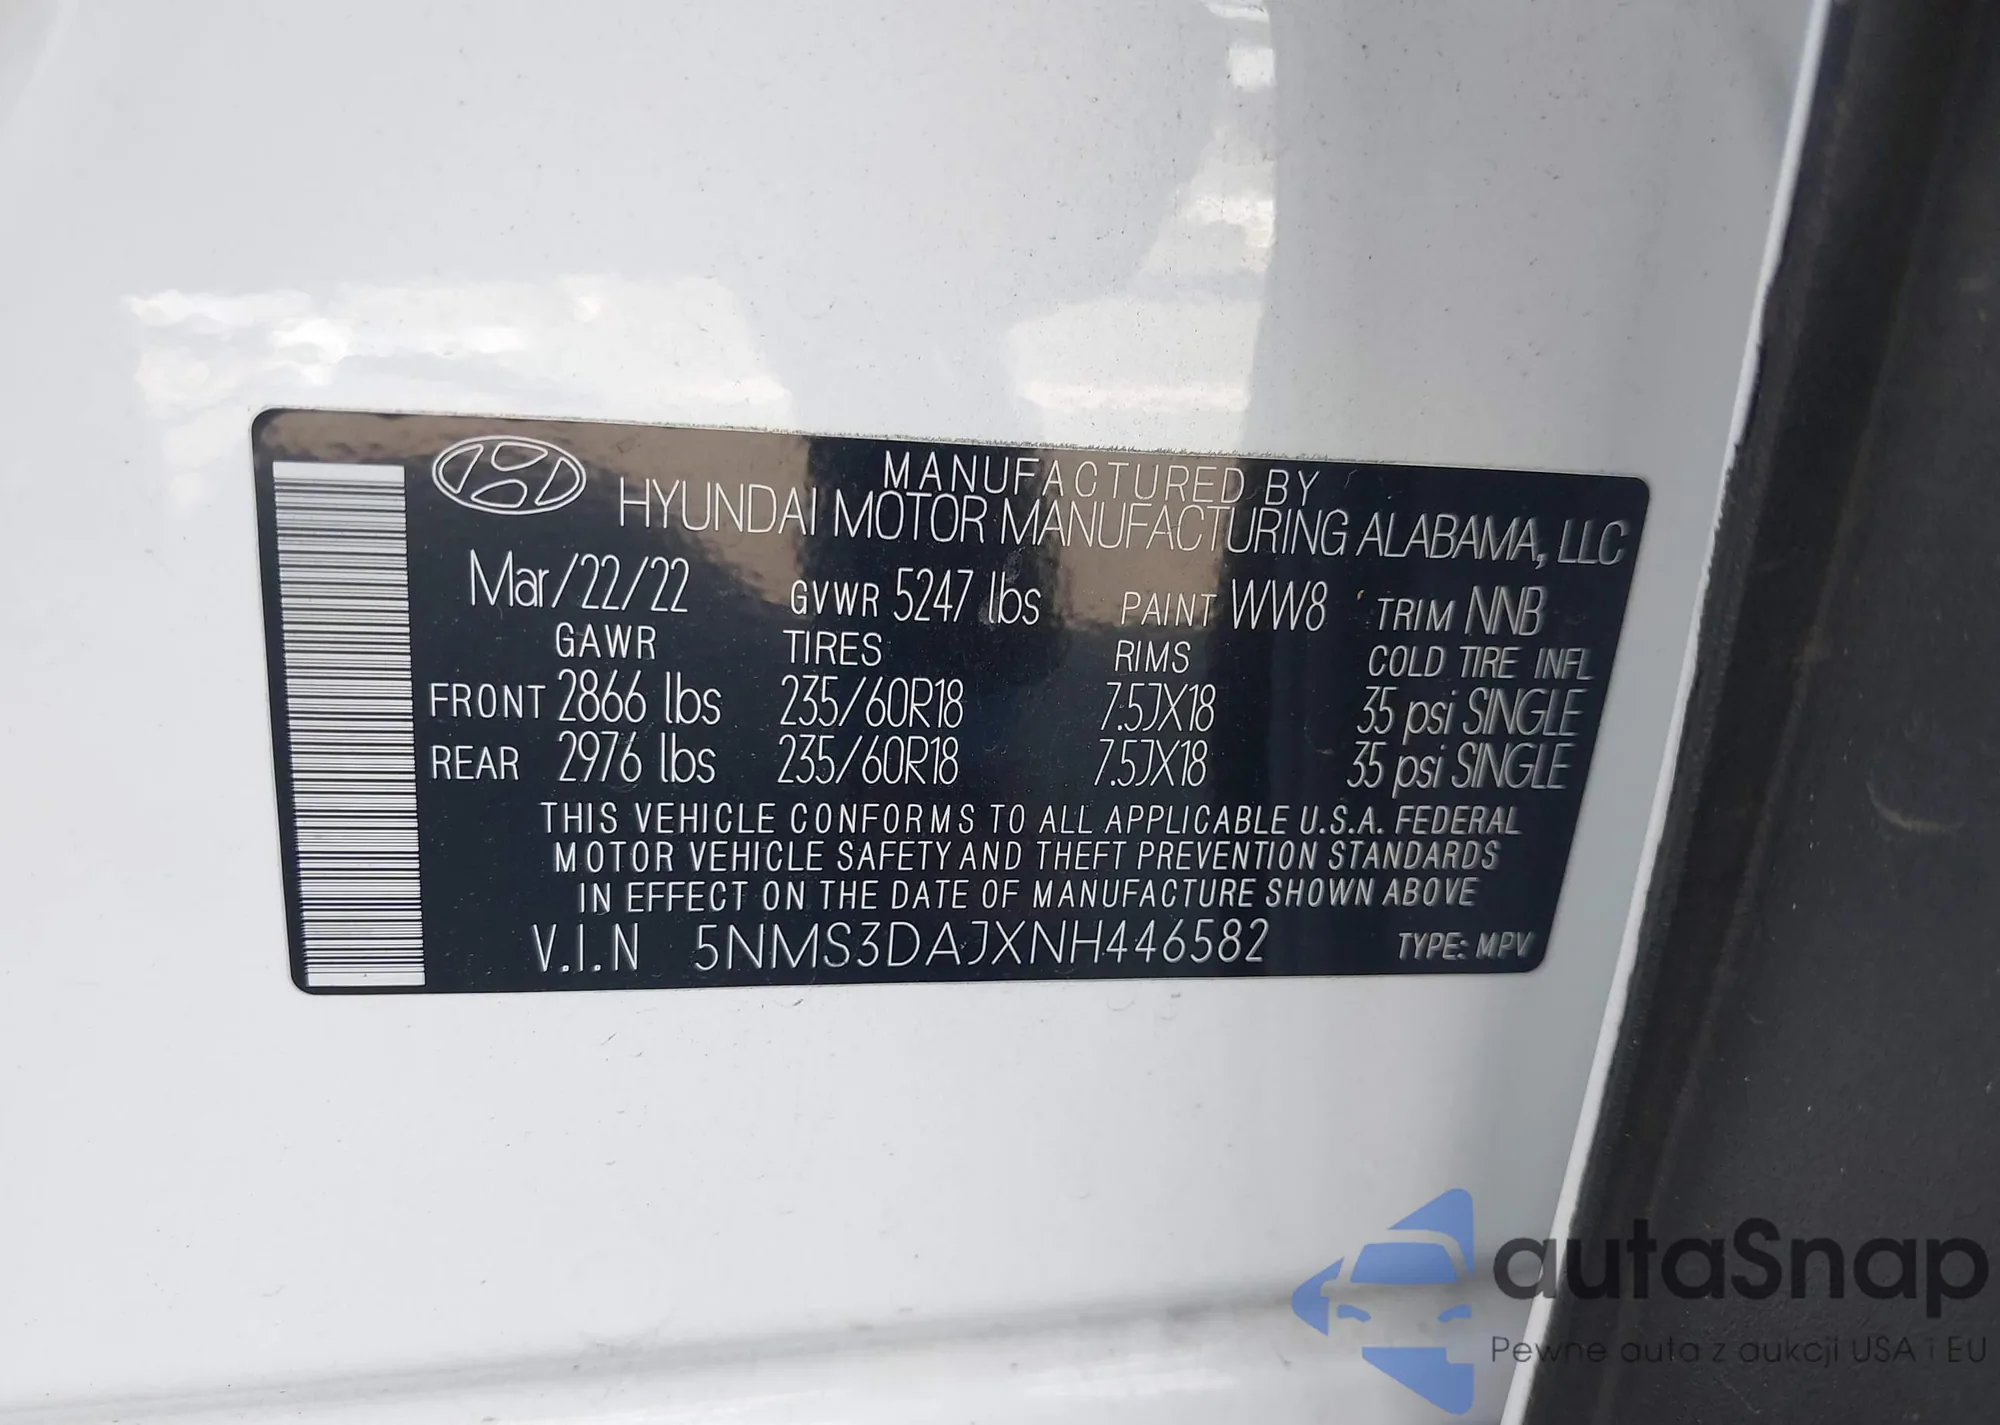 MANUFACTURED BY
HYUNDAI MOTOR MANUFACTURING ALABAMA, LLC
Mar/22/22 GVWR 5247 lbs PAINT WW8 TRIM NNB
GAWR TIRES RIMS COLD TIRE INFL
FRONT 2866 lbs 235/60R18 7.5JX18 35 psi SINGLE
REAR 2976 lbs 235/60R18 7.5JX18 35 psi SINGLE
THIS VEHICLE CONFORMS TO ALL APPLICABLE U.S.A. FEDERAL
MOTOR VEHICLE SAFETY AND THEFT PREVENTION STANDARDS
IN EFFECT ON THE DATE OF MANUFACTURE SHOWN ABOVE
V.I.N 5NMS3DAJXNH446582 TYPE: MPV
autaSnap
Pewne auta z aukcji USA i EU